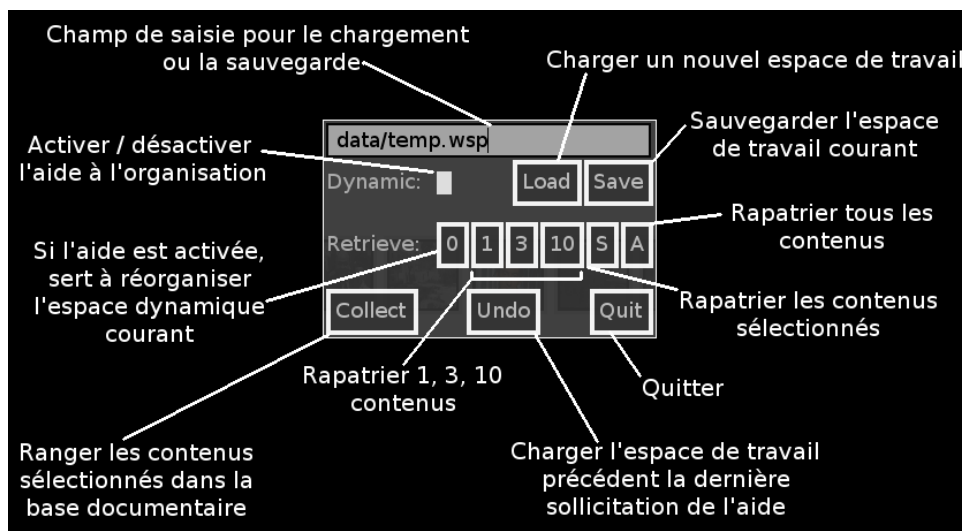 Champ de saisie pour le chargement
ou la sauvegarde
Charger un nouvel espace de travail
data/temp.wsp
Activer / désactiver
l'aide à l'organisation
Sauvegarder l'espace
de travail courant
Dynamic:
Load
Save
Rapatrier tous les
contenus
Retrieve:
0
1
3
10
S
A
Si l'aide est activée,
sert à réorganiser
l'espace dynamique
courant
Rapatrier les contenus
sélectionnés
Collect
Undo
Quit
Rapatrier 1, 3, 10
contenus
Quitter
Ranger les contenus
sélectionnés dans la
base documentaire
Charger l'espace de travail
précédent la dernière
sollicitation de l'aide